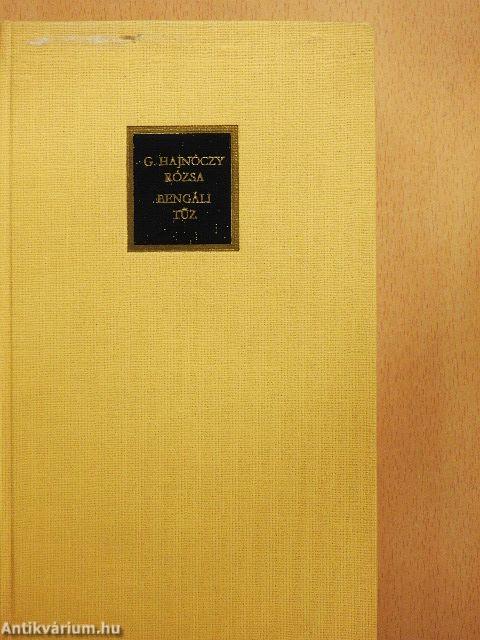 G. HAJNÓCZY
RÓZSA
BENGÁLI
TŰZ
Antikvárium.hu